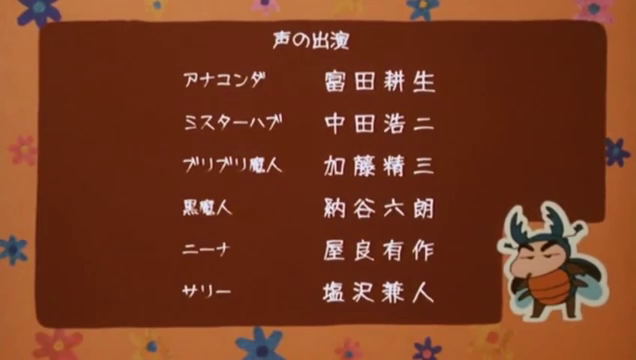 声の出演
アナコンダ 富田耕生
ミスターハブ 中田浩二
ブリブリ魔人 加藤精三
黒魔人 納谷六朗
ニーナ 屋良有作
サリー 塩沢兼人